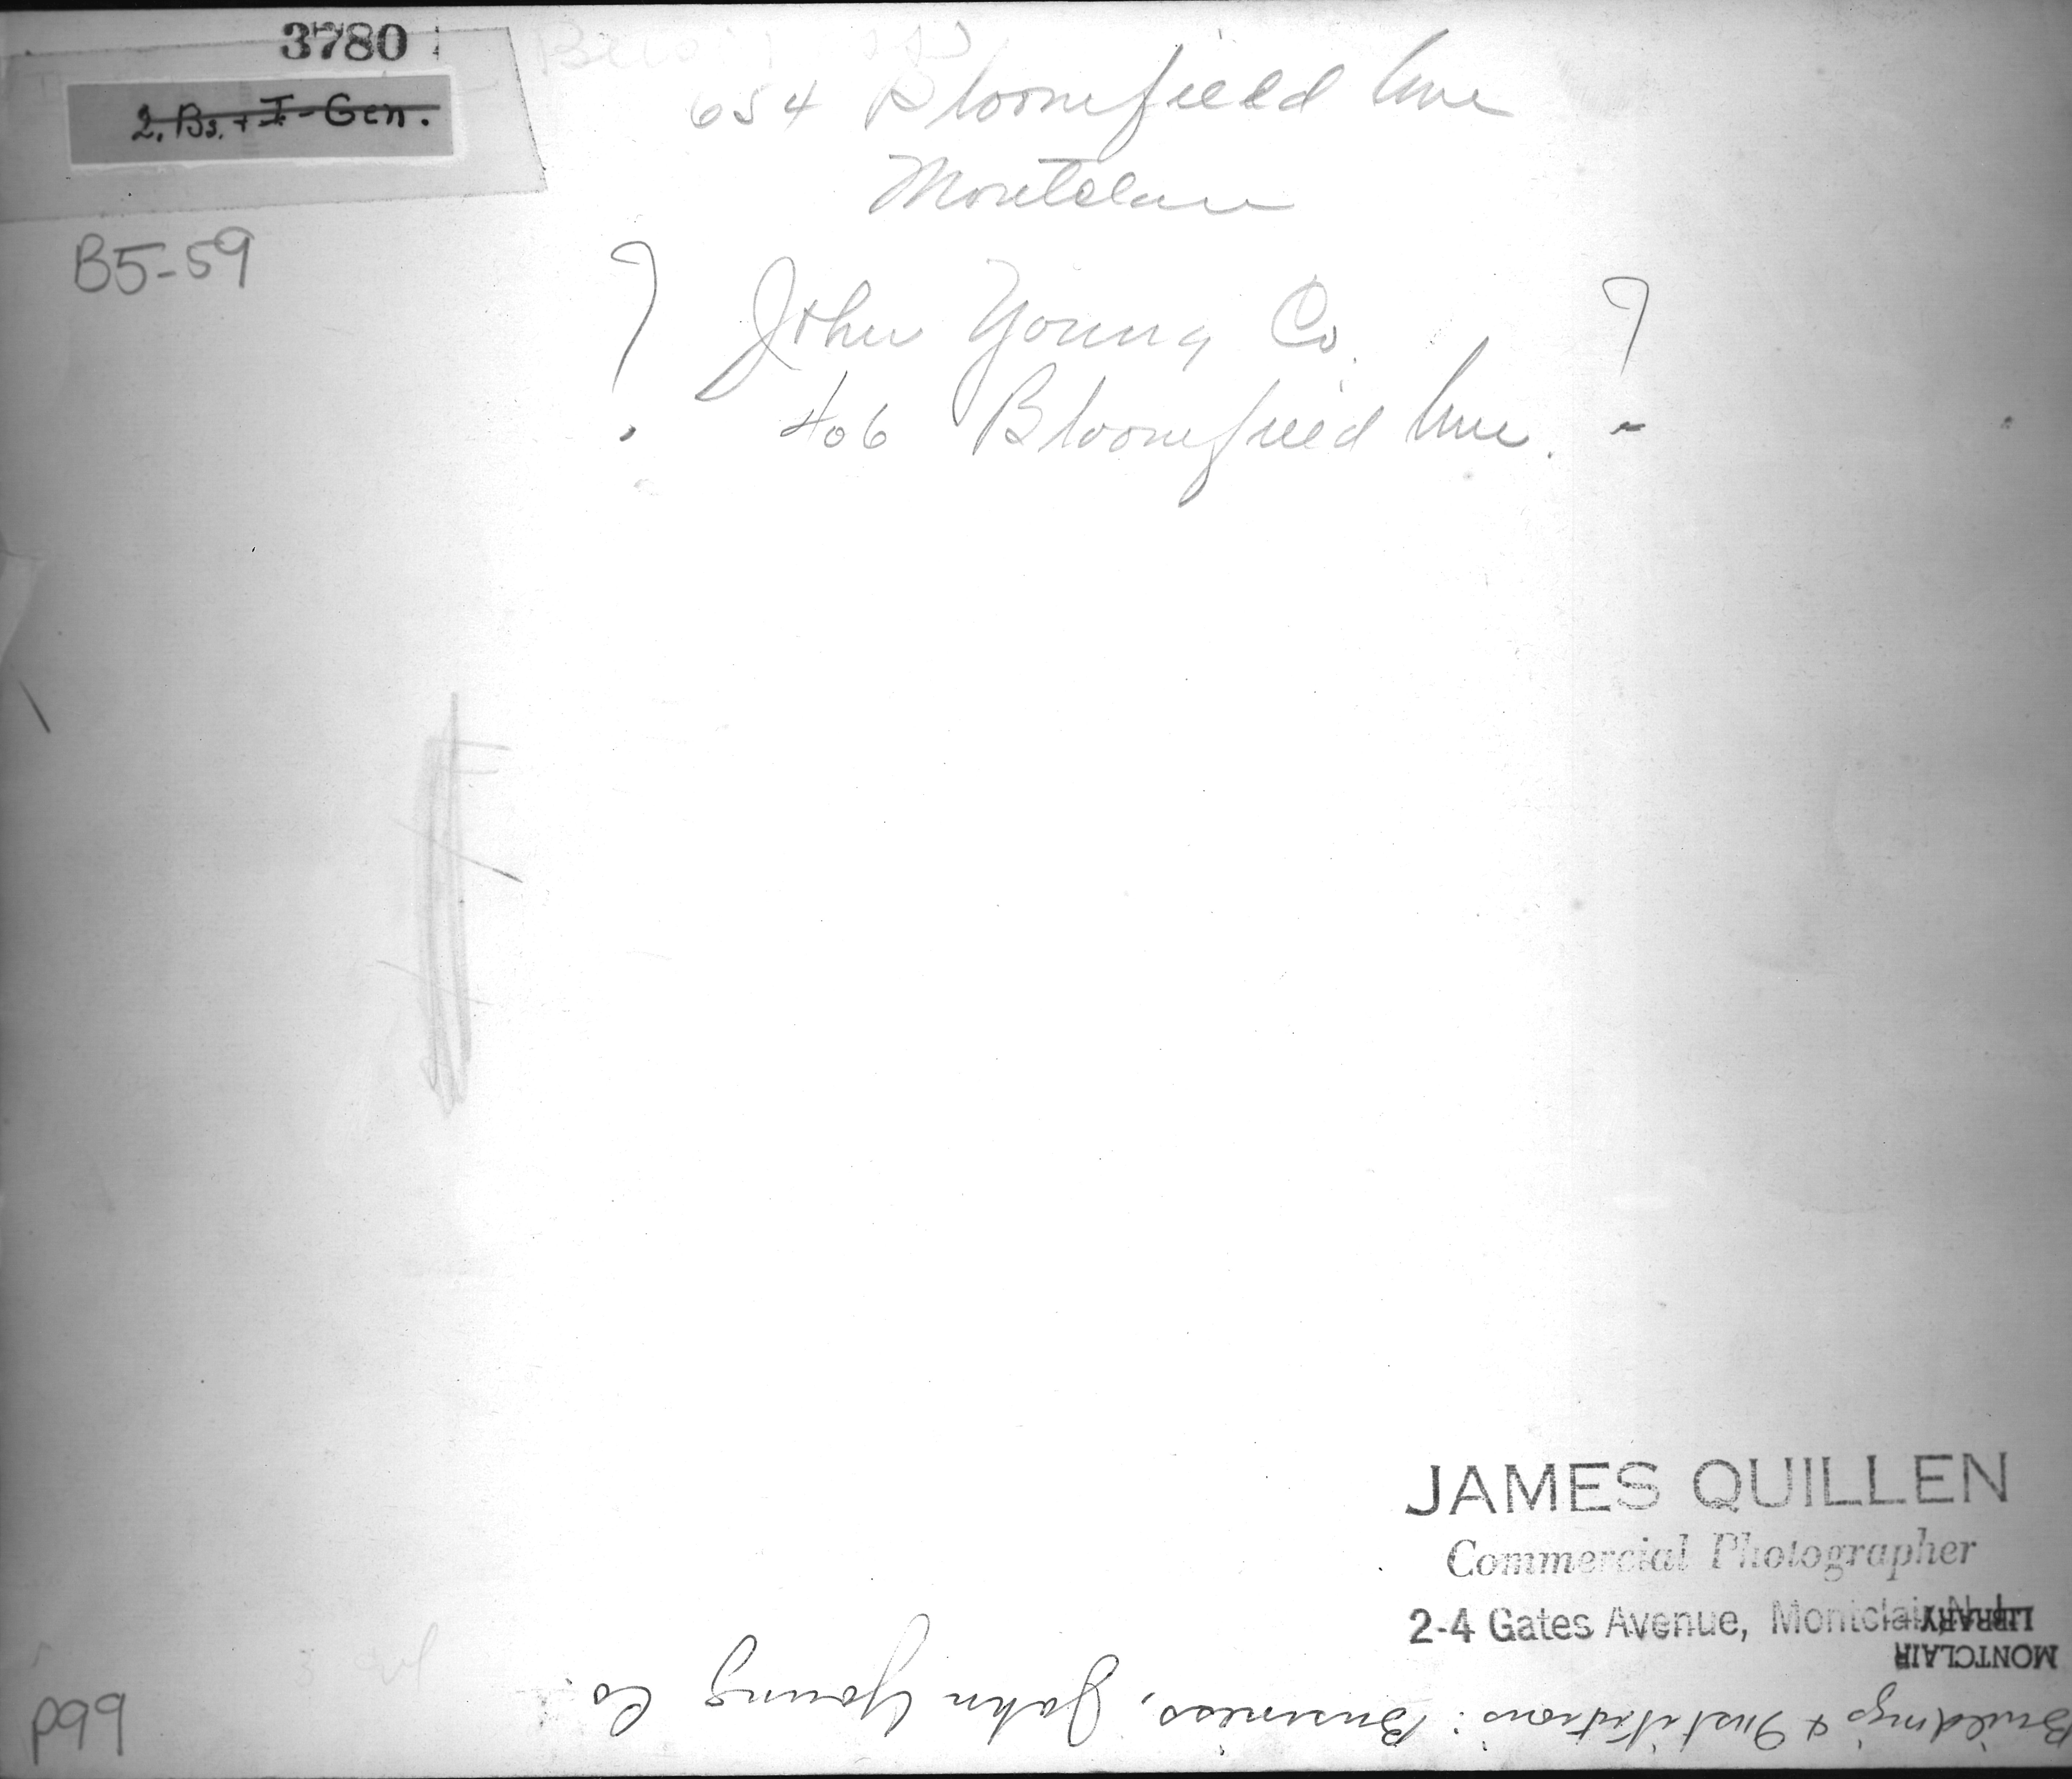 3780
2. Bs. + I - Gen.
654 Bloomfield Ave
Montclair
B5-59
? John Young Co. ?
406 Bloomfield Ave.
JAMES QUILLEN
Commercial Photographer
2-4 Gates Avenue, Montclair, N.J.
MONTCLAIR
LIBRARY
Buildings & Institutions: Business, John Young Co.
P99